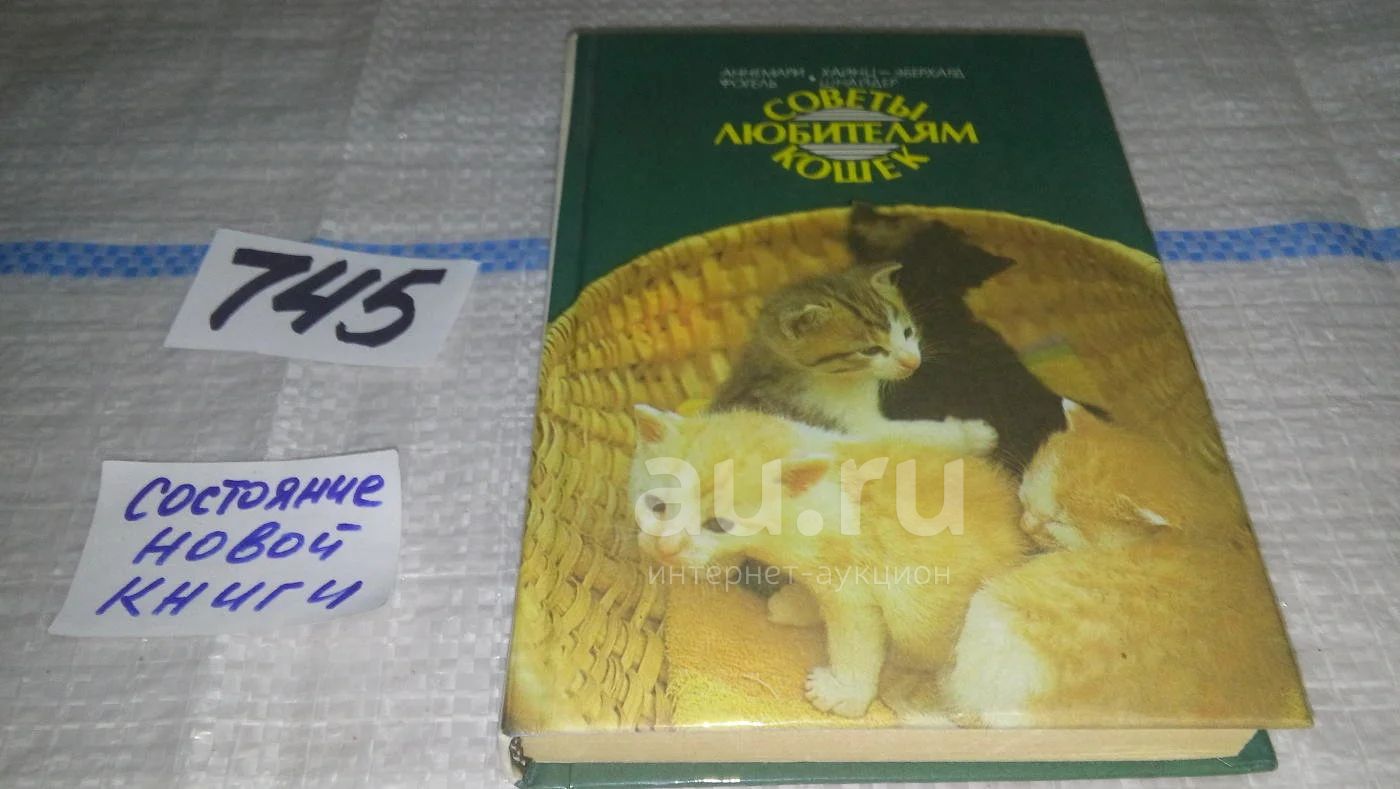 АННЕМАРИ • ХАЙНЦ – ЭБЕРХАРД
ФОГЕЛЬ ШНАЙДЕР
СОВЕТЫ
ЛЮБИТЕЛЯМ
КОШЕК
745
СОСТОЯНИЕ
НОВОЙ
КНИГИ
au.ru
интернет-аукцион